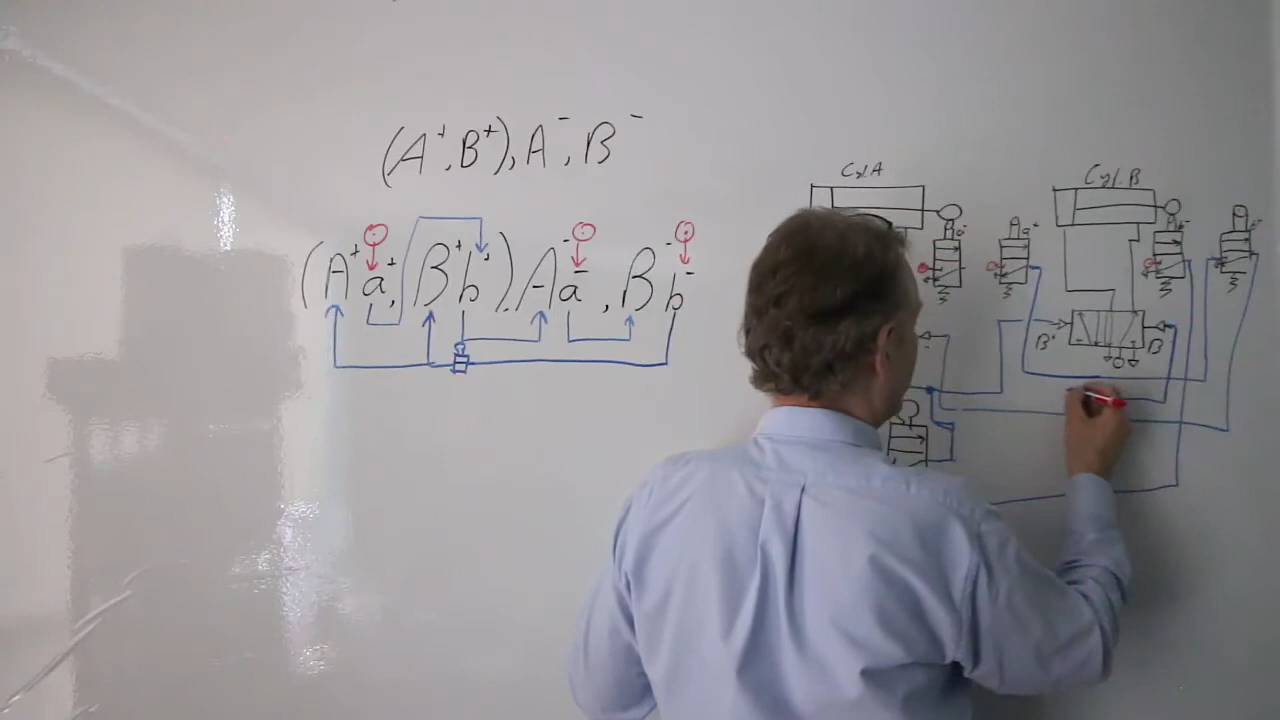 (A⁺, B⁺), A⁻, B⁻
(A⁺a⁺, B⁺b⁺), A⁻a⁻, B⁻b⁻
Cyl A
Cyl. B
a⁺
B⁺
B